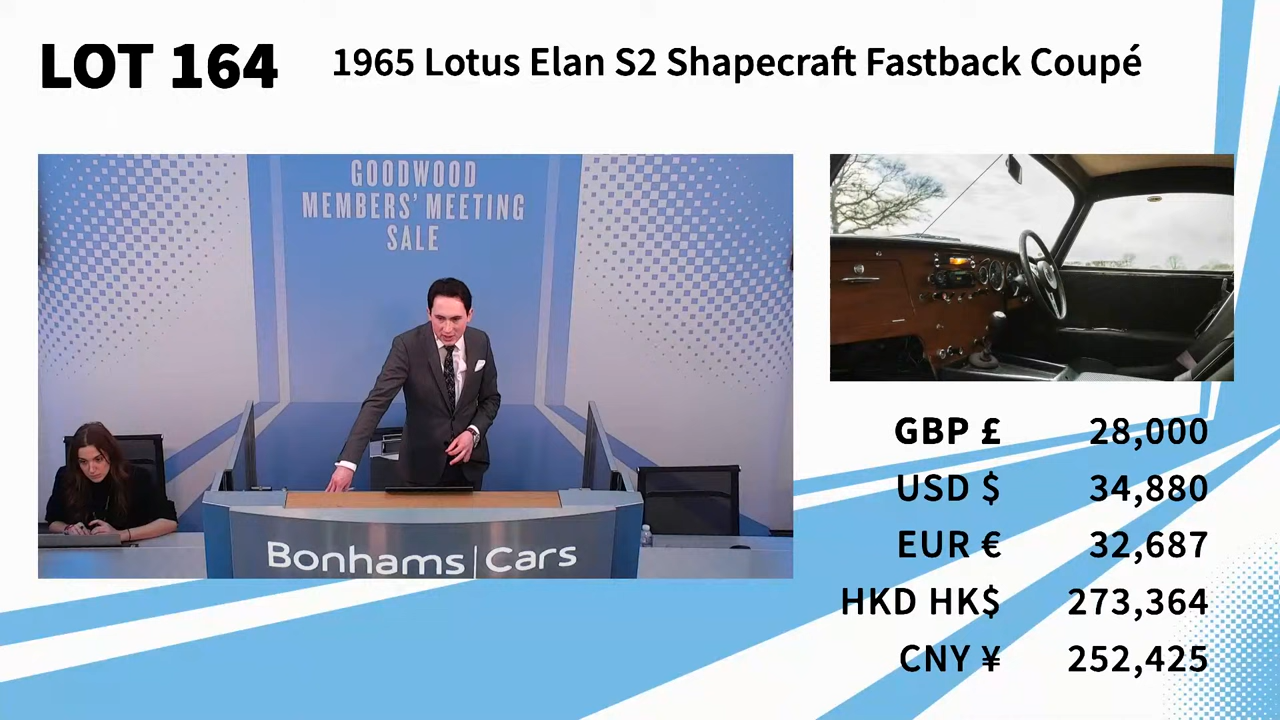 LOT 164
1965 Lotus Elan S2 Shapecraft Fastback Coupé
GOODWOOD
MEMBERS' MEETING
SALE
Bonhams|Cars
GBP £ 28,000
USD $ 34,880
EUR € 32,687
HKD HK$ 273,364
CNY ¥ 252,425